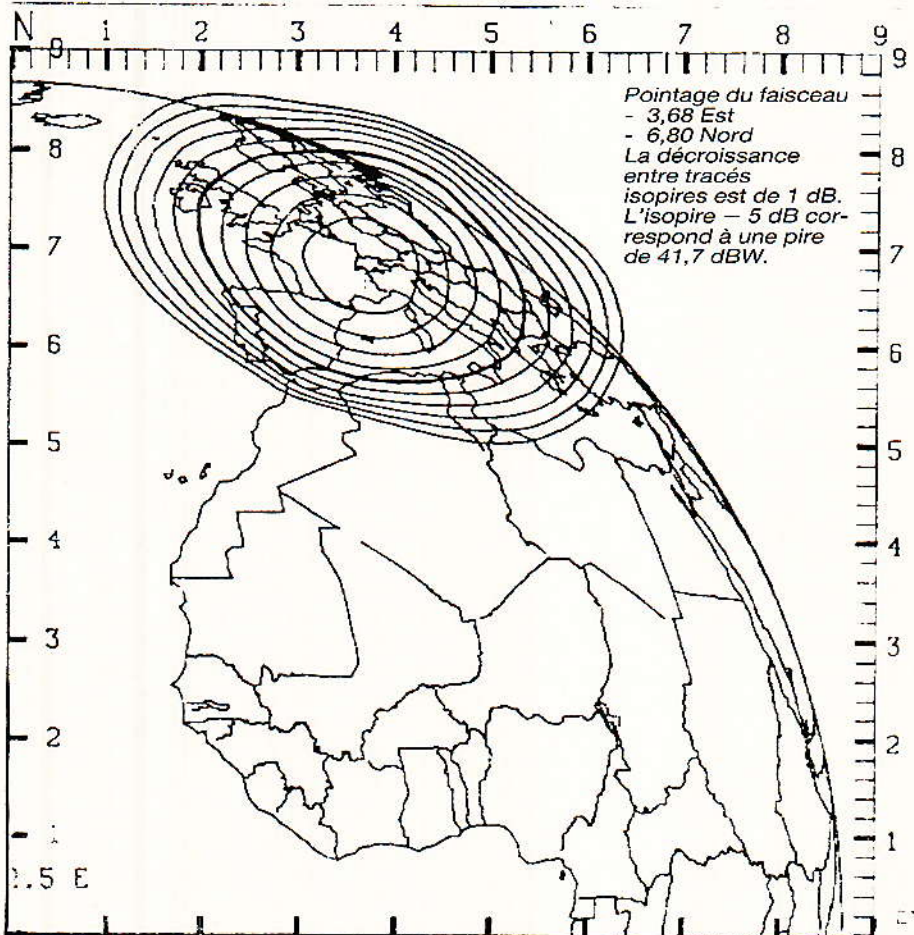 N
1 2 3 4 5 6 7 8 9
9 9
Pointage du faisceau
- 3,68 Est
- 6,80 Nord
La décroissance
entre tracés
isopires est de 1 dB.
L'isopire – 5 dB cor-
respond à une pire
de 41,7 dBW.
8 8
7 7
6 6
5 5
4 4
3 3
2 2
1 1
.5 E